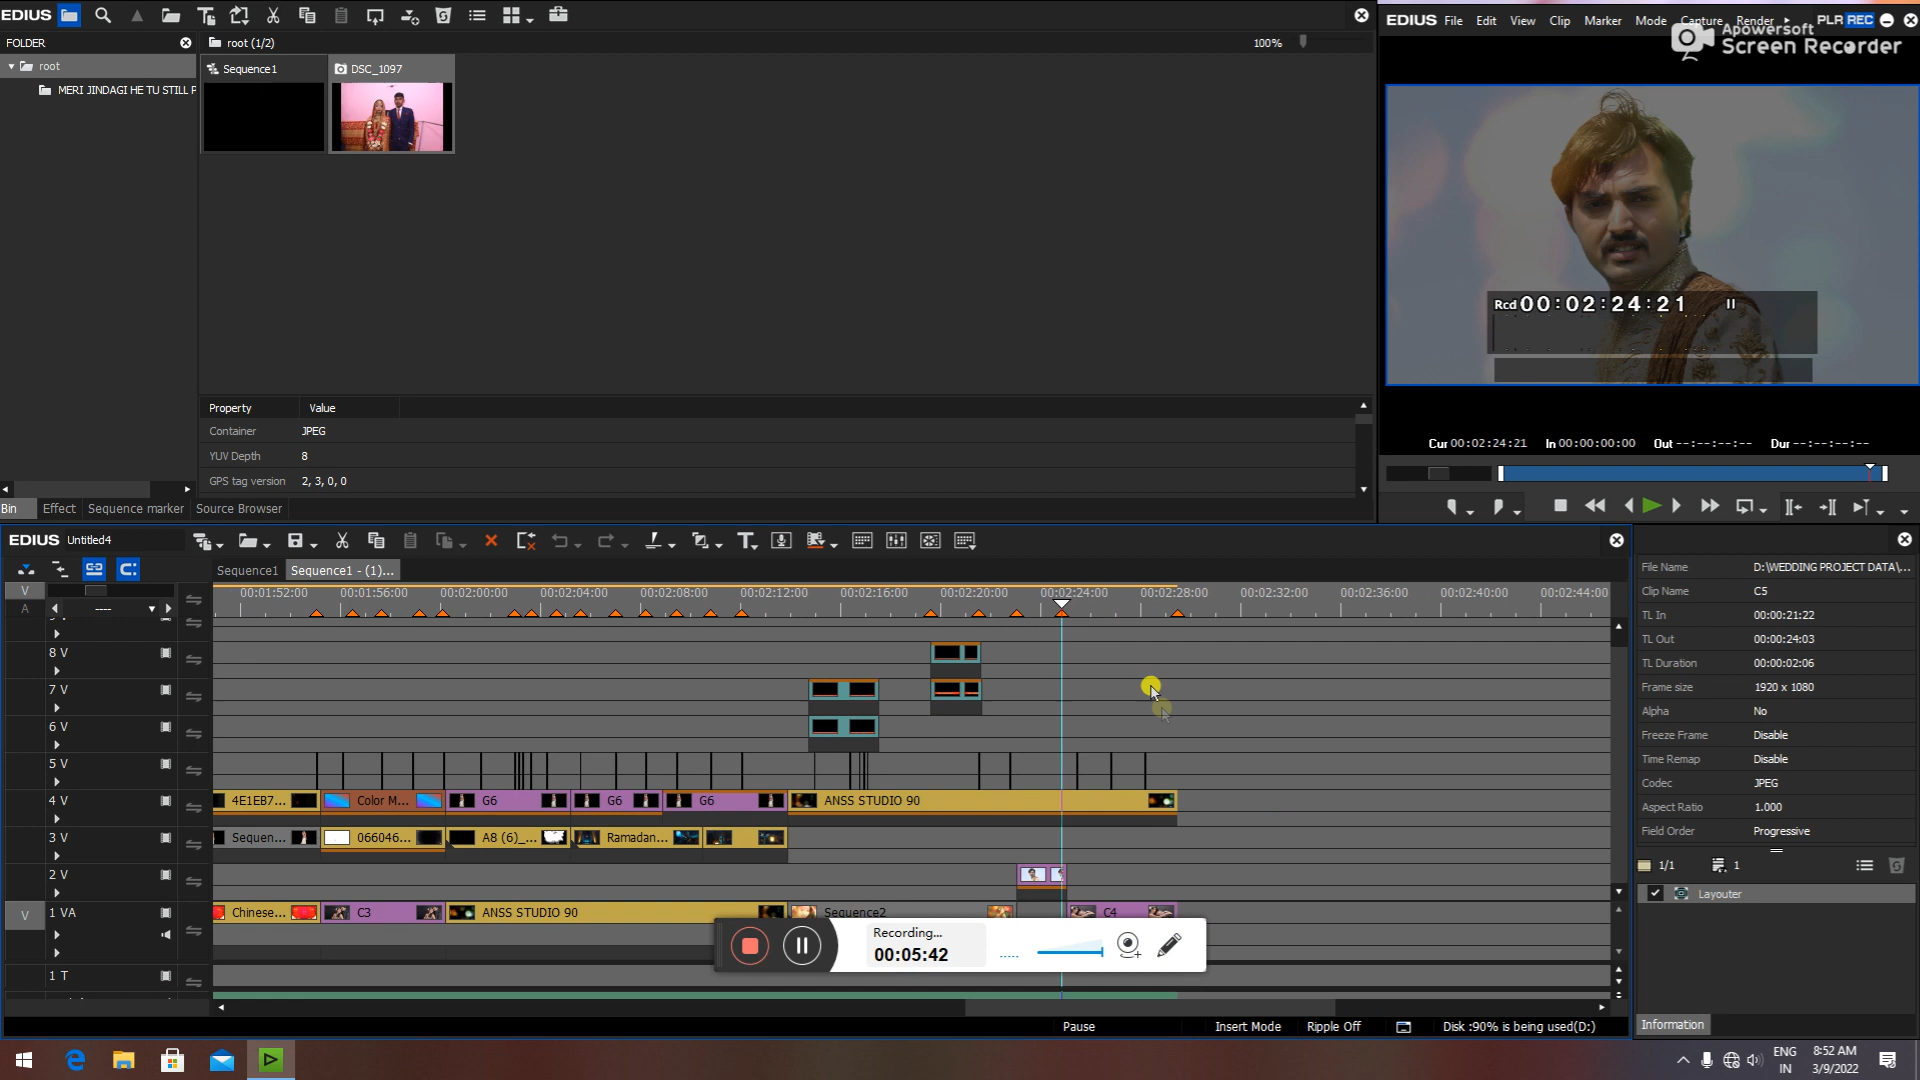 EDIUS
FOLDER
root
MERI JINDAGI HE TU STILL P
root (1/2)
100%
Sequence1
DSC_1097
Property Value
Container JPEG
YUV Depth 8
GPS tag version 2, 3, 0, 0
Bin Effect Sequence marker Source Browser
EDIUS File Edit View Clip Marker Mode Capture Render PLR REC
Apowersoft
Screen Recorder
Rcd 00:02:24:21
Cur 00:02:24:21 In 00:00:00:00 Out --:--:--:-- Dur --:--:--:--
EDIUS Untitled4
Sequence1 Sequence1 - (1)...
V
A
----
00:01:52:00 00:01:56:00 00:02:00:00 00:02:04:00 00:02:08:00 00:02:12:00 00:02:16:00 00:02:20:00 00:02:24:00 00:02:28:00 00:02:32:00 00:02:36:00 00:02:40:00 00:02:44:00
8 V
7 V
6 V
5 V
4 V 4E1EB7... Color M... G6 G6 G6 ANSS STUDIO 90
3 V Sequen... 066046... A8 (6)_... Ramadan...
2 V
V 1 VA Chinese... C3 ANSS STUDIO 90 Sequence2 C4
1 T
Recording...
00:05:42
Pause Insert Mode Ripple Off Disk :90% is being used(D:)
File Name D:\WEDDING PROJECT DATA\...
Clip Name C5
TL In 00:00:21:22
TL Out 00:00:24:03
TL Duration 00:00:02:06
Frame size 1920 x 1080
Alpha No
Freeze Frame Disable
Time Remap Disable
Codec JPEG
Aspect Ratio 1.000
Field Order Progressive
1/1 1
Layouter
Information
ENG
IN
8:52 AM
3/9/2022